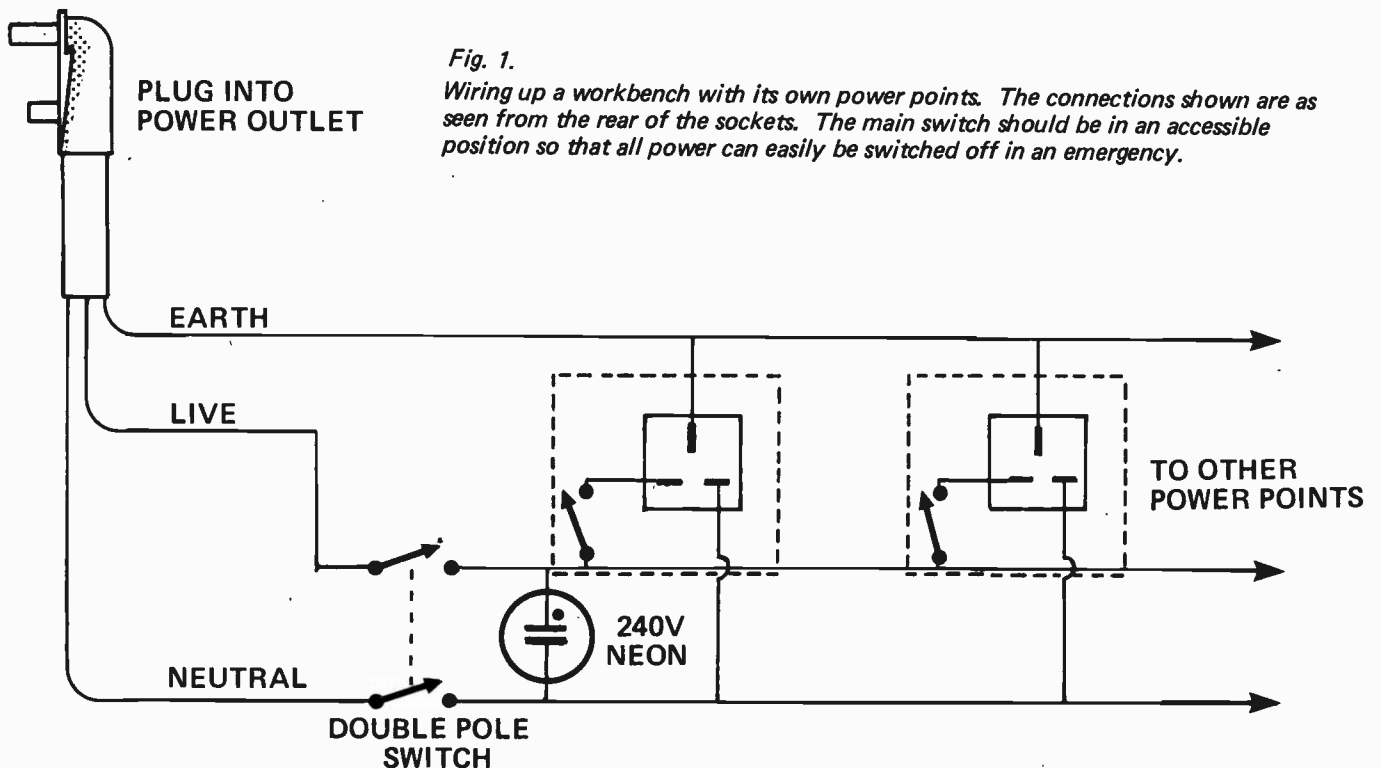 Fig. 1.
Wiring up a workbench with its own power points. The connections shown are as
seen from the rear of the sockets. The main switch should be in an accessible
position so that all power can easily be switched off in an emergency.
PLUG INTO
POWER OUTLET
EARTH
LIVE
TO OTHER
POWER POINTS
240V
NEON
NEUTRAL
DOUBLE POLE
SWITCH